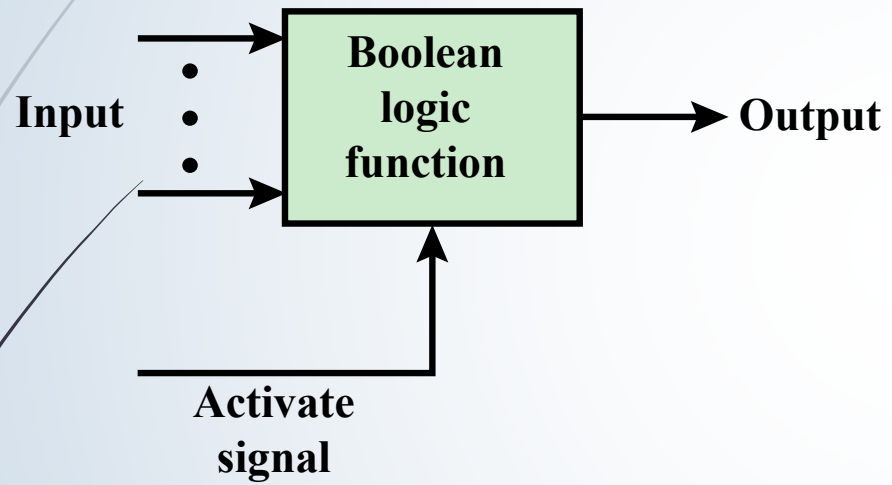 Boolean
logic
function
Input
Output
Activate
signal